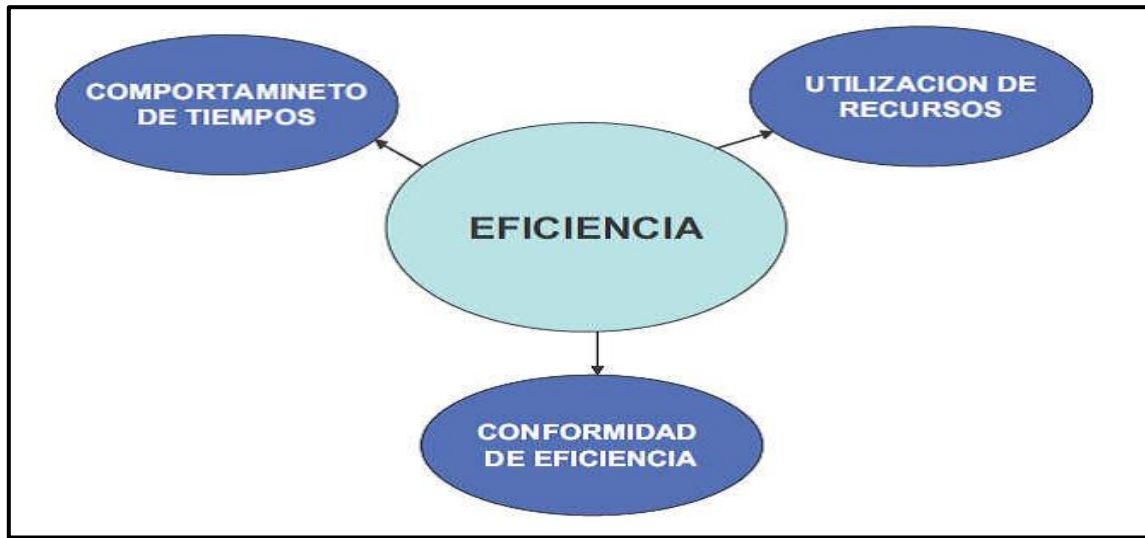 COMPORTAMINETO
DE TIEMPOS
UTILIZACION DE
RECURSOS
EFICIENCIA
CONFORMIDAD
DE EFICIENCIA